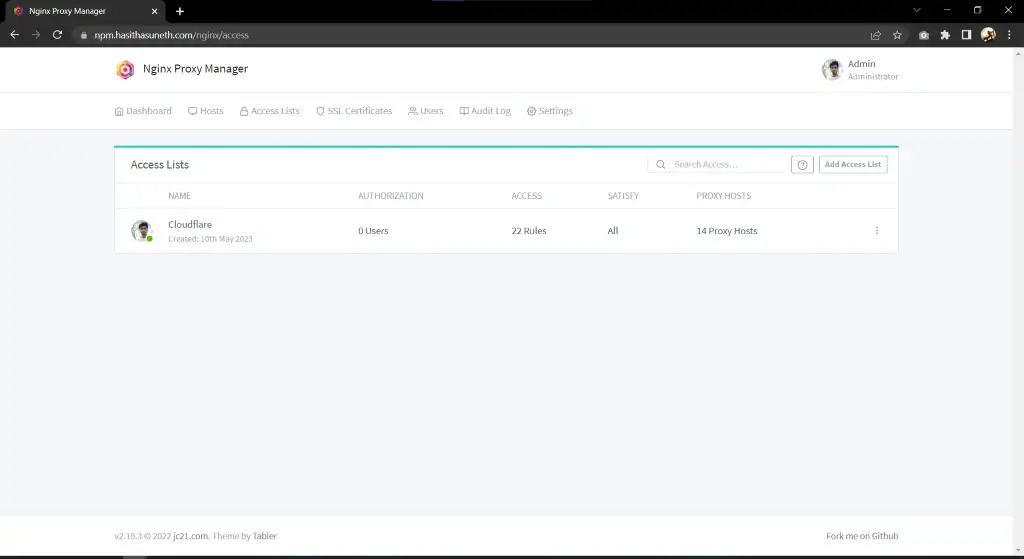 Nginx Proxy Manager
npm.hasithasuneth.com/nginx/access
Nginx Proxy Manager
Admin
Administrator
Dashboard Hosts Access Lists SSL Certificates Users Audit Log Settings
Access Lists Search Access... Add Access List
NAME AUTHORIZATION ACCESS SATISFY PROXY HOSTS
Cloudflare
Created: 10th May 2023
0 Users 22 Rules All 14 Proxy Hosts
v2.10.3 © 2022 jc21.com. Theme by Tabler Fork me on Github